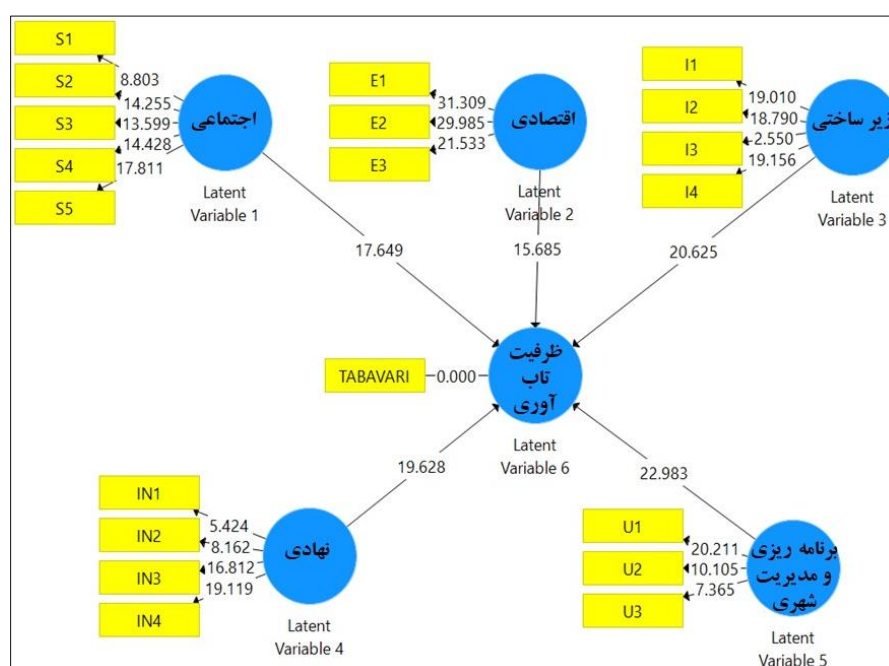 S1
S2
S3
S4
S5
8.803
14.255
13.599
14.428
17.811
اجتماعی
Latent
Variable 1
E1
E2
E3
31.309
29.985
21.533
اقتصادی
Latent
Variable 2
I1
I2
I3
I4
19.010
18.790
2.550
19.156
زیر ساختی
Latent
Variable 3
17.649
15.685
20.625
TABAVARI
0.000
ظرفیت
تاب
آوری
Latent
Variable 6
19.628
22.983
IN1
IN2
IN3
IN4
5.424
8.162
16.812
19.119
نهادی
Latent
Variable 4
U1
U2
U3
20.211
10.105
7.365
برنامه ریزی
و مدیریت
شهری
Latent
Variable 5